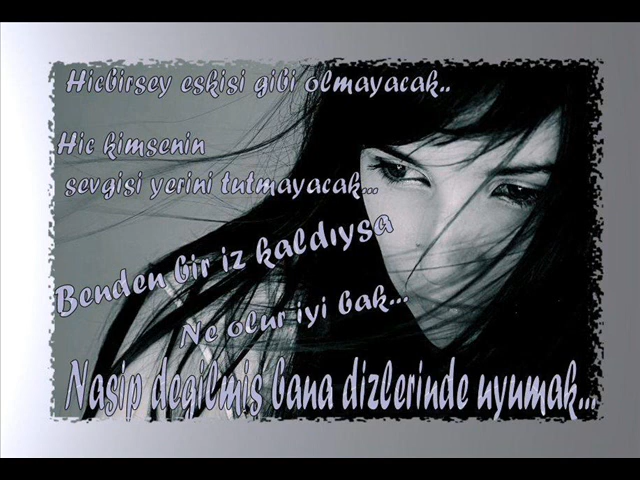 Hicbirsey eskisi gibi olmayacak..
Hic kimsenin
sevgisi yerini tutmayacak...
Benden bir iz kaldıysa
Ne olur iyi bak...
Nasip degilmiş bana dizlerinde uyumak...